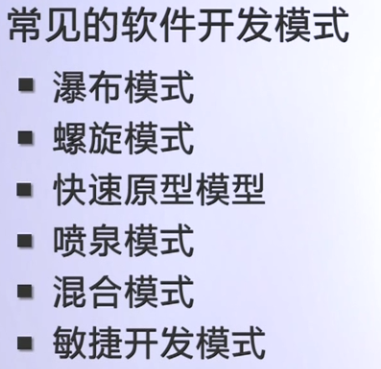 常见的软件开发模式
▪ 瀑布模式
▪ 螺旋模式
▪ 快速原型模型
▪ 喷泉模式
▪ 混合模式
▪ 敏捷开发模式